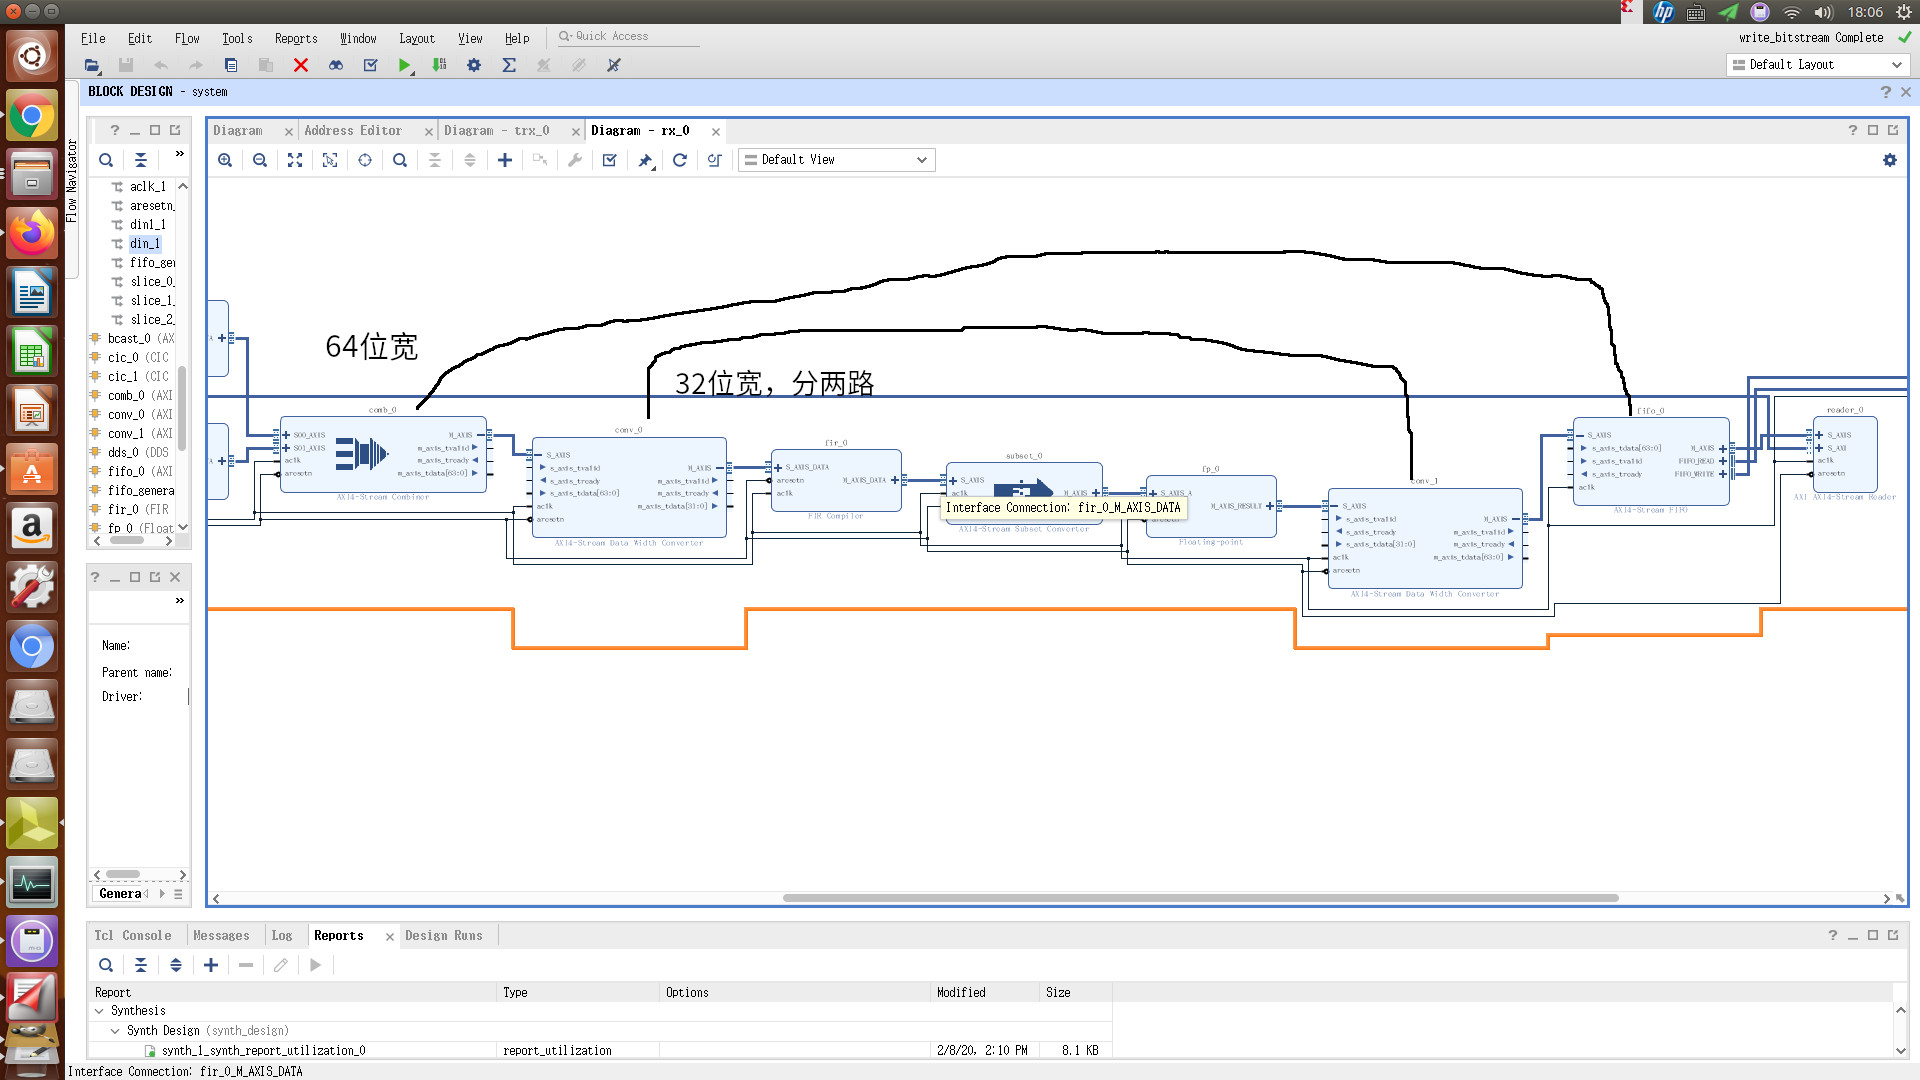 18:06
File Edit Flow Tools Reports Window Layout View Help Quick Access
write_bitstream Complete
Default Layout
BLOCK DESIGN - system
Flow Navigator
Diagram Address Editor Diagram - trx_0 Diagram - rx_0
Default View
aclk_1
aresetn_
din1_1
din_1
fifo_ger
slice_0_
slice_1_
slice_2_
bcast_0 (AX
cic_0 (CIC
cic_1 (CIC
comb_0 (AXI
conv_0 (AXI
conv_1 (AXI
dds_0 (DDS
fifo_0 (AXI
fifo_genera
fir_0 (FIR
fp_0 (Float
Name:
Parent name:
Driver:
Genera
64位宽
32位宽，分两路
comb_0
S00_AXIS
S01_AXIS
aclk
aresetn
M_AXIS
m_axis_tvalid
m_axis_tready
m_axis_tdata[63:0]
AXI4-Stream Combiner
conv_0
S_AXIS
s_axis_tvalid
s_axis_tready
s_axis_tdata[63:0]
aclk
aresetn
M_AXIS
m_axis_tvalid
m_axis_tready
m_axis_tdata[31:0]
AXI4-Stream Data Width Converter
fir_0
S_AXIS_DATA
aresetn
aclk
M_AXIS_DATA
FIR Compiler
subset_0
S_AXIS
aclk
M_AXIS
Interface Connection: fir_0_M_AXIS_DATA
AXI4-Stream Subset Converter
fp_0
S_AXIS_A
aresetn
M_AXIS_RESULT
Floating-point
conv_1
S_AXIS
s_axis_tvalid
s_axis_tready
s_axis_tdata[31:0]
aclk
aresetn
M_AXIS
m_axis_tvalid
m_axis_tready
m_axis_tdata[63:0]
AXI4-Stream Data Width Converter
fifo_0
S_AXIS
s_axis_tdata[63:0]
s_axis_tvalid
s_axis_tready
aclk
M_AXIS
FIFO_READ
FIFO_WRITE
AXI4-Stream FIFO
reader_0
S_AXIS
S_AXI
aclk
aresetn
AXI AXI4-Stream Reader
Tcl Console Messages Log Reports Design Runs
Report Type Options Modified Size
Synthesis
Synth Design (synth_design)
synth_1_synth_report_utilization_0 report_utilization 2/8/20, 2:10 PM 8.1 KB
Interface Connection: fir_0_M_AXIS_DATA